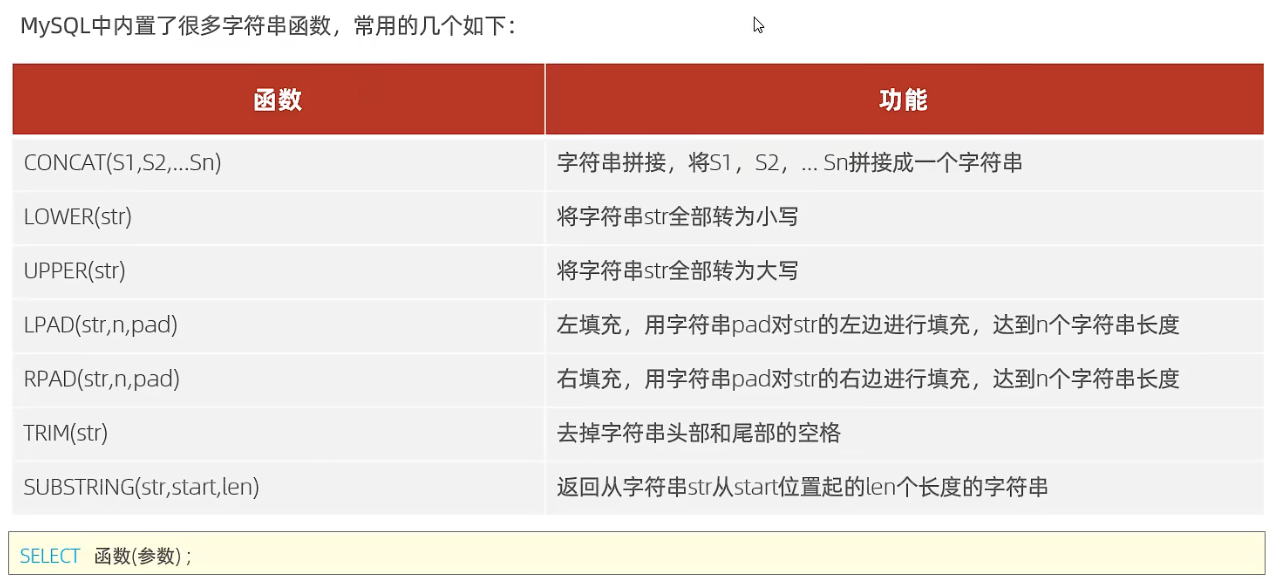 MySQL中内置了很多字符串函数，常用的几个如下：
函数 功能
CONCAT(S1,S2,...Sn) 字符串拼接，将S1，S2，... Sn拼接成一个字符串
LOWER(str) 将字符串str全部转为小写
UPPER(str) 将字符串str全部转为大写
LPAD(str,n,pad) 左填充，用字符串pad对str的左边进行填充，达到n个字符串长度
RPAD(str,n,pad) 右填充，用字符串pad对str的右边进行填充，达到n个字符串长度
TRIM(str) 去掉字符串头部和尾部的空格
SUBSTRING(str,start,len) 返回从字符串str从start位置起的len个长度的字符串
SELECT 函数(参数) ;